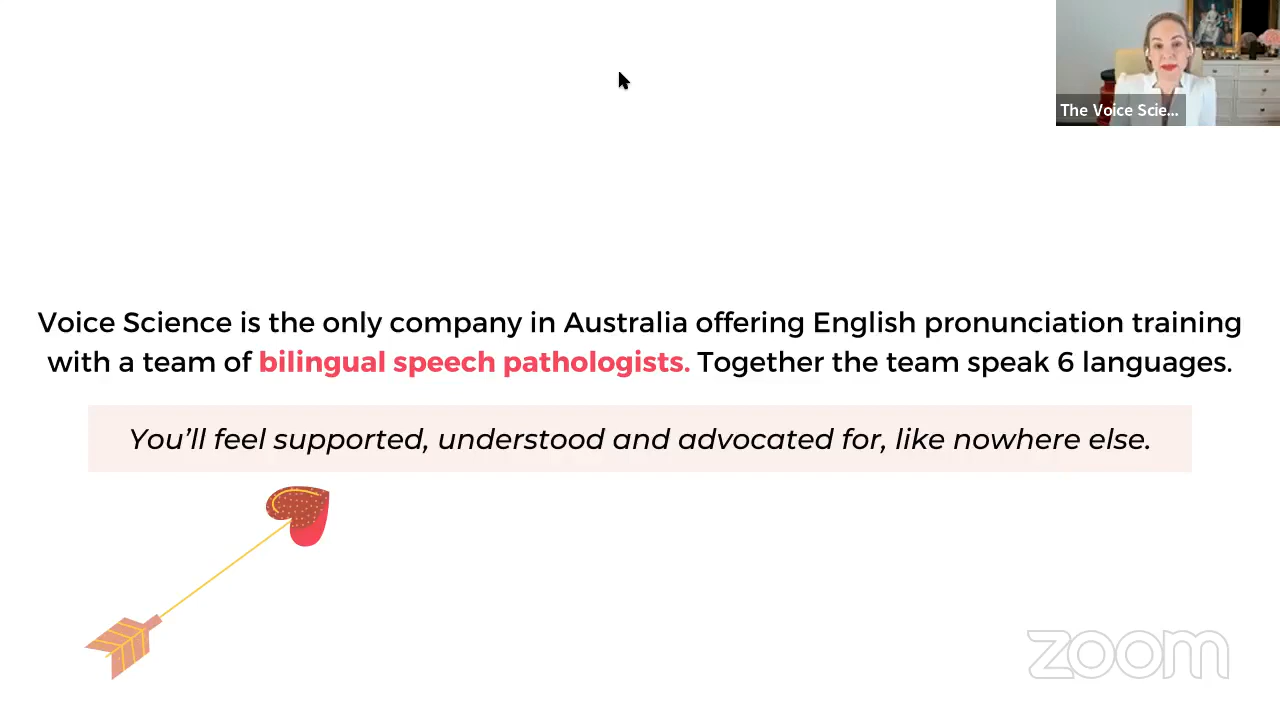 The Voice Scie...
Voice Science is the only company in Australia offering English pronunciation training
with a team of bilingual speech pathologists. Together the team speak 6 languages.
You’ll feel supported, understood and advocated for, like nowhere else.
zoom